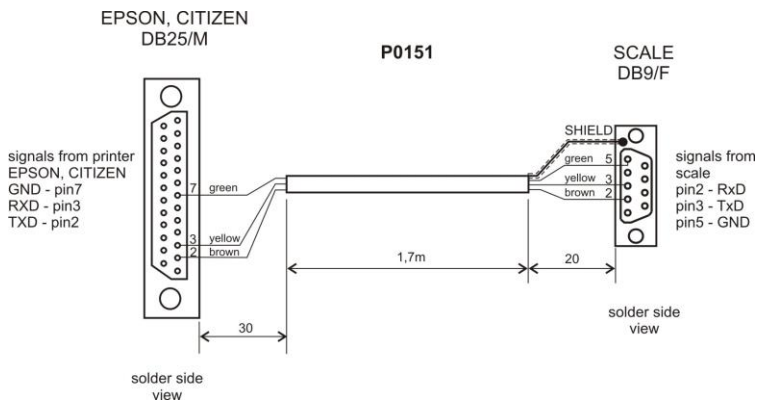 EPSON, CITIZEN
DB25/M
P0151
SCALE
DB9/F
signals from printer
EPSON, CITIZEN
GND - pin7
RXD - pin3
TXD - pin2
7 green
3 yellow
2 brown
SHIELD
green 5
yellow 3
brown 2
signals from
scale
pin2 - RxD
pin3 - TxD
pin5 - GND
1,7m
20
30
solder side
view
solder side
view